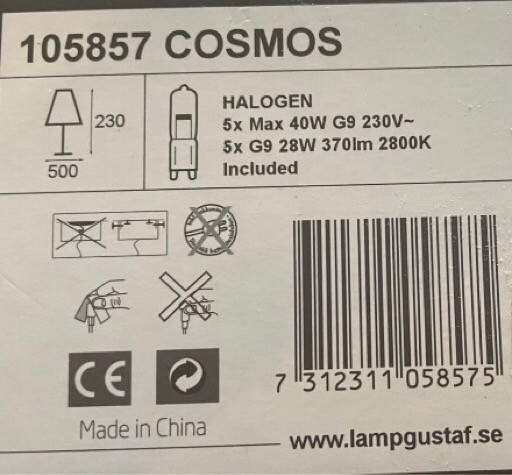 105857 COSMOS
230
500
HALOGEN
5x Max 40W G9 230V~
5x G9 28W 370lm 2800K
Included
CE
7 312311 058575
Made in China
www.lampgustaf.se